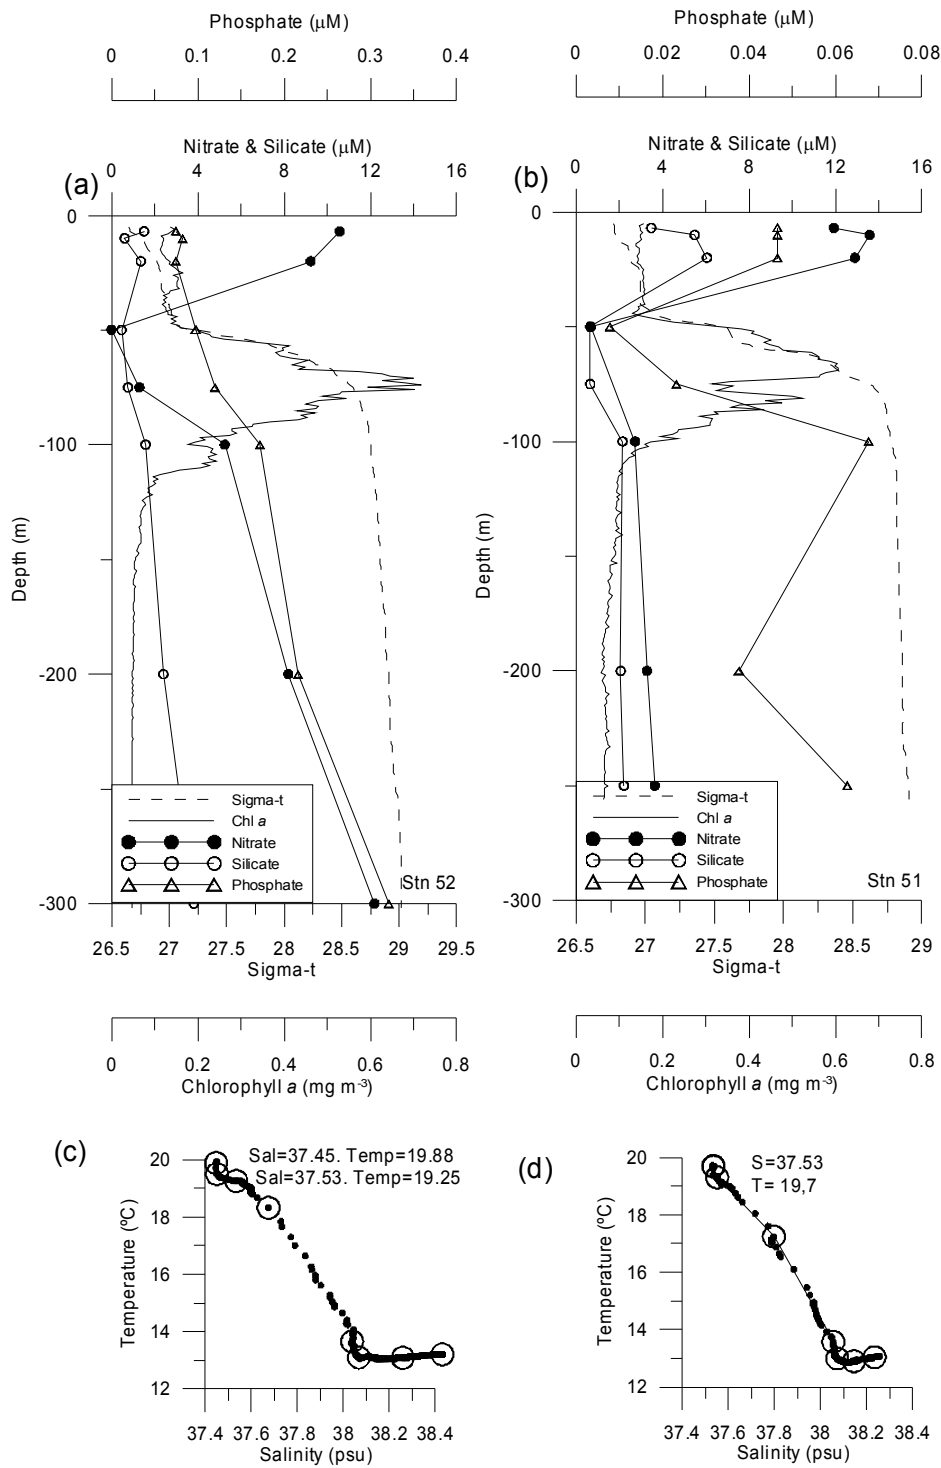 Phosphate (μM)
0 0.1 0.2 0.3 0.4
Nitrate & Silicate (μM)
(a)
0 4 8 12 16
0
-100
-200
-300
Depth (m)
Sigma-t
Chl a
Nitrate
Silicate
Phosphate
Stn 52
26.5 27 27.5 28 28.5 29 29.5
Sigma-t
0 0.2 0.4 0.6 0.8
Chlorophyll a (mg m-3)
Phosphate (μM)
0 0.02 0.04 0.06 0.08
Nitrate & Silicate (μM)
(b)
0 4 8 12 16
0
-100
-200
-300
Depth (m)
Sigma-t
Chl a
Nitrate
Silicate
Phosphate
Stn 51
26.5 27 27.5 28 28.5 29
Sigma-t
0 0.2 0.4 0.6 0.8
Chlorophyll a (mg m-3)
(c)
Sal=37.45. Temp=19.88
Sal=37.53. Temp=19.25
20
18
16
14
12
Temperature (ºC)
37.4 37.6 37.8 38 38.2 38.4
Salinity (psu)
(d)
S=37.53
T= 19,7
20
18
16
14
12
Temperature (ºC)
37.4 37.6 37.8 38 38.2 38.4
Salinity (psu)